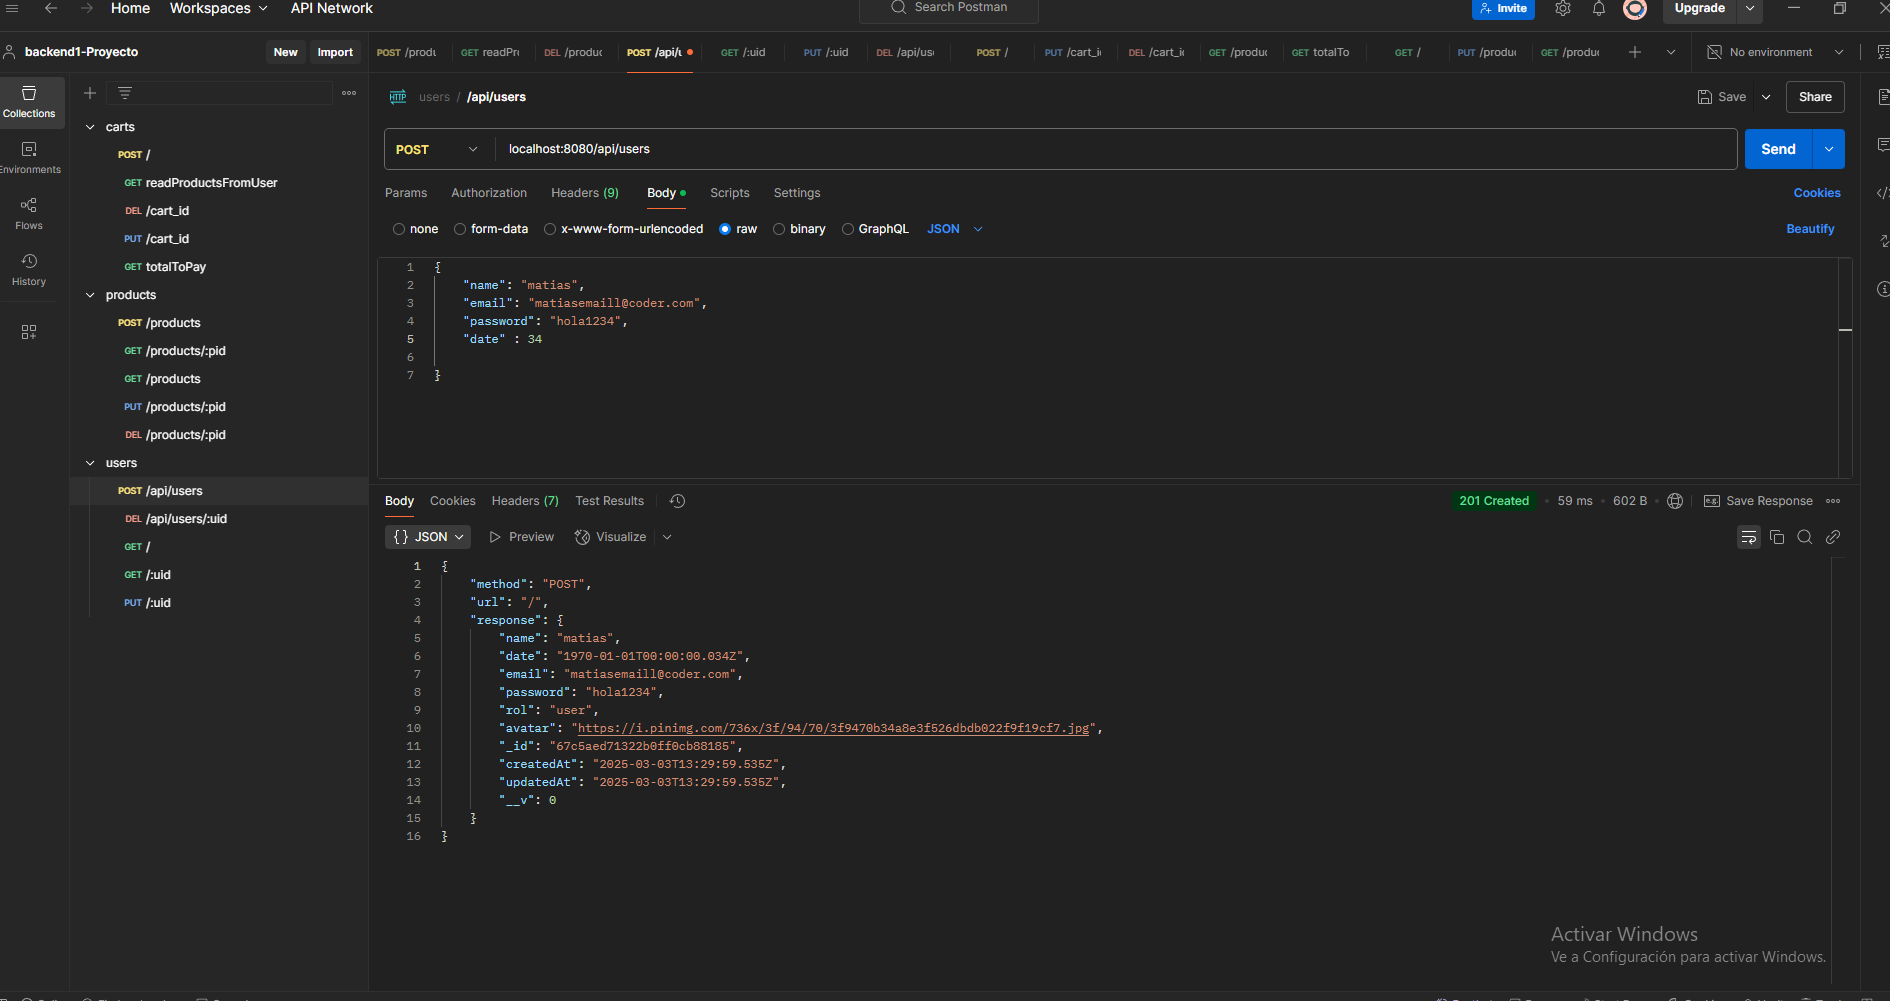 Home Workspaces API Network Search Postman Invite Upgrade
backend1-Proyecto New Import POST /produ GET readPr DEL /produc POST /api/u GET /:uid PUT /:uid DEL /api/us POST / PUT /cart_i DEL /cart_i GET /produc GET totalTo GET / PUT /produ GET /produ No environment
Collections
Environments
Flows
History
carts
POST /
GET readProductsFromUser
DEL /cart_id
PUT /cart_id
GET totalToPay
products
POST /products
GET /products/:pid
GET /products
PUT /products/:pid
DEL /products/:pid
users
POST /api/users
DEL /api/users/:uid
GET /
GET /:uid
PUT /:uid
HTTP users / /api/users Save Share
POST localhost:8080/api/users Send
Params Authorization Headers (9) Body Scripts Settings Cookies
none form-data x-www-form-urlencoded raw binary GraphQL JSON Beautify
1 {
2 "name": "matias",
3 "email": "matiasemaill@coder.com",
4 "password": "hola1234",
5 "date" : 34
6
7 }
Body Cookies Headers (7) Test Results 201 Created 59 ms 602 B e.g. Save Response
{} JSON Preview Visualize
1 {
2 "method": "POST",
3 "url": "/",
4 "response": {
5 "name": "matias",
6 "date": "1970-01-01T00:00:00.034Z",
7 "email": "matiasemaill@coder.com",
8 "password": "hola1234",
9 "rol": "user",
10 "avatar": "https://i.pinimg.com/736x/3f/94/70/3f9470b34a8e3f526dbdb022f9f19cf7.jpg",
11 "_id": "67c5aed71322b0ff0cb88185",
12 "createdAt": "2025-03-03T13:29:59.535Z",
13 "updatedAt": "2025-03-03T13:29:59.535Z",
14 "__v": 0
15 }
16 }
Activar Windows
Ve a Configuración para activar Windows.